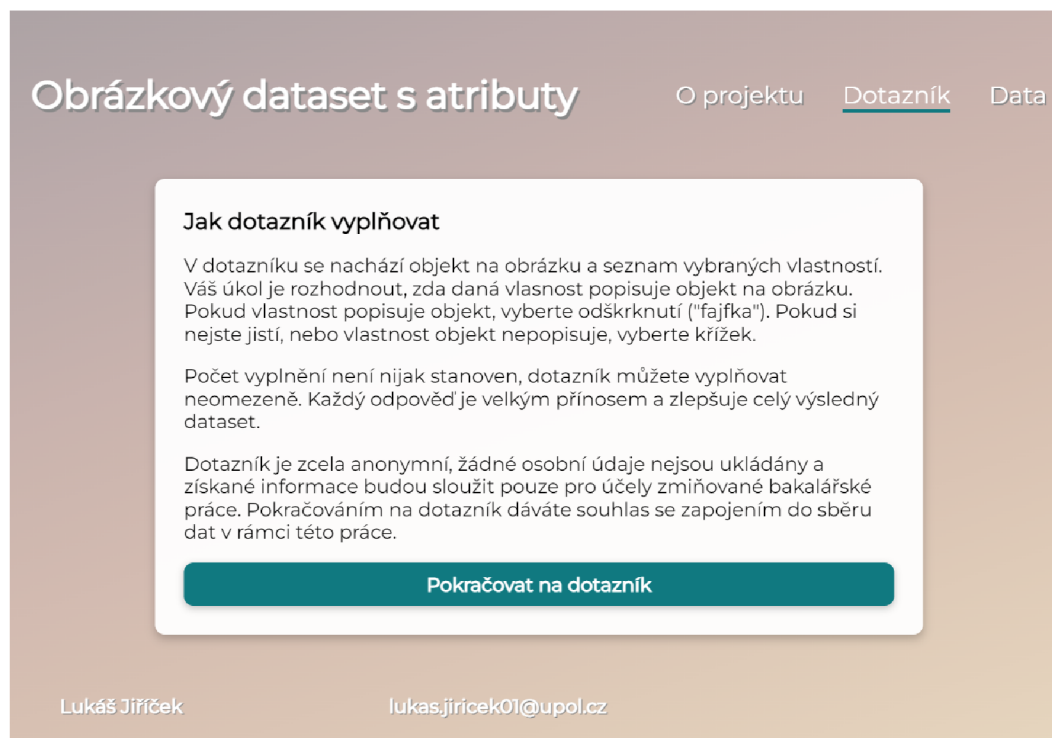 Obrázkový dataset s atributy
O projektu
Dotazník
Data
Jak dotazník vyplňovat
V dotazníku se nachází objekt na obrázku a seznam vybraných vlastností.
Váš úkol je rozhodnout, zda daná vlasnost popisuje objekt na obrázku.
Pokud vlastnost popisuje objekt, vyberte odškrknutí ("fajfka"). Pokud si
nejste jistí, nebo vlastnost objekt nepopisuje, vyberte křížek.
Počet vyplnění není nijak stanoven, dotazník můžete vyplňovat
neomezeně. Každý odpověď je velkým přínosem a zlepšuje celý výsledný
dataset.
Dotazník je zcela anonymní, žádné osobní údaje nejsou ukládány a
získané informace budou sloužit pouze pro účely zmiňované bakalářské
práce. Pokračováním na dotazník dáváte souhlas se zapojením do sběru
dat v rámci této práce.
Pokračovat na dotazník
Lukáš Jiříček
lukas.jiricek01@upol.cz